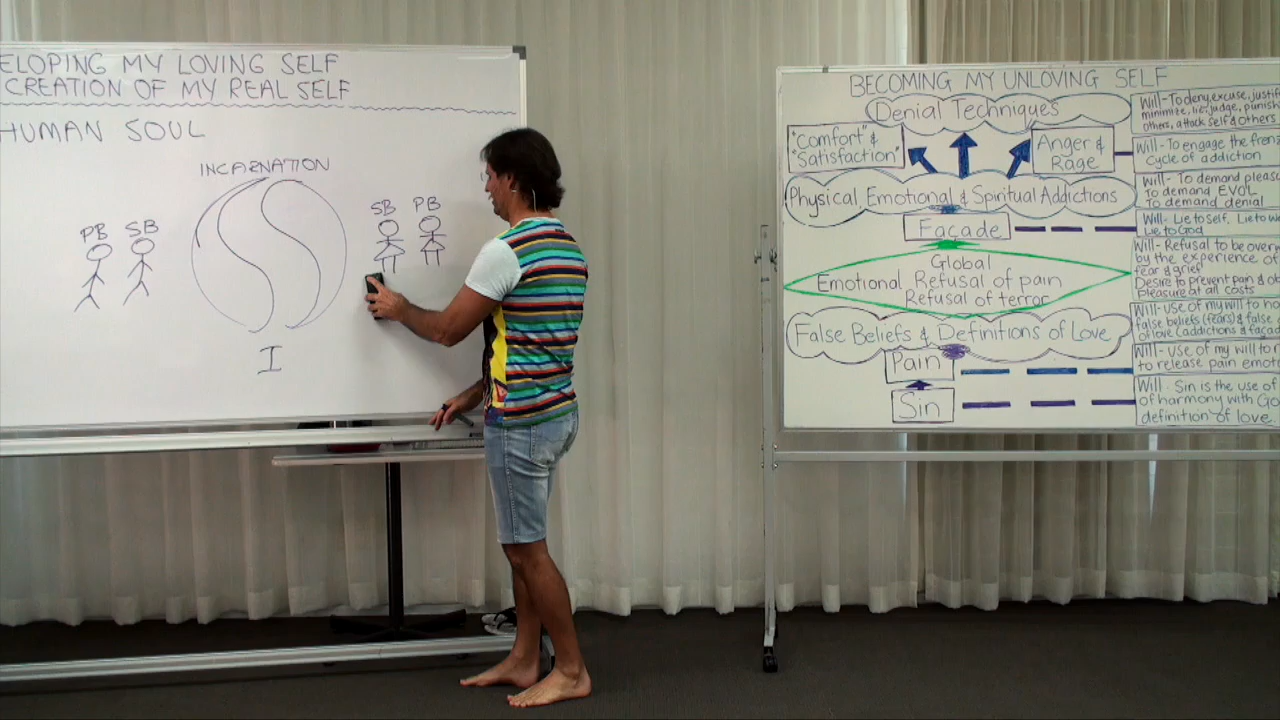 ELOPING MY LOVING SELF
CREATION OF MY REAL SELF
HUMAN SOUL
INCARNATION
PB SB
SB PB
I
BECOMING MY UNLOVING SELF
Denial Techniques
"Comfort" &
"Satisfaction"
Anger &
Rage
Physical Emotional & Spiritual Addictions
Façade
Global
Emotional Refusal of pain
Refusal of terror
False Beliefs & Definitions of Love
Pain
Sin
Will - To deny, excuse, justif
minimize, lie, judge, punish
others, attack self & others
Will - To engage the fren
Cycle of addiction
Will - To demand pleas
To demand EVOL
To demand denial
Will - Lie to self. Lie to
Lie to God
Will - Refusal to be over
by the experience of
fear & grief
Desire to prevent pain &
pleasure at all costs
Will - use of my will to ho
false beliefs (fears) & false
of love (addictions & faça
Will - use of my will to
to release pain emot
Will - Sin is the use of
of harmony with Go
definition of love.